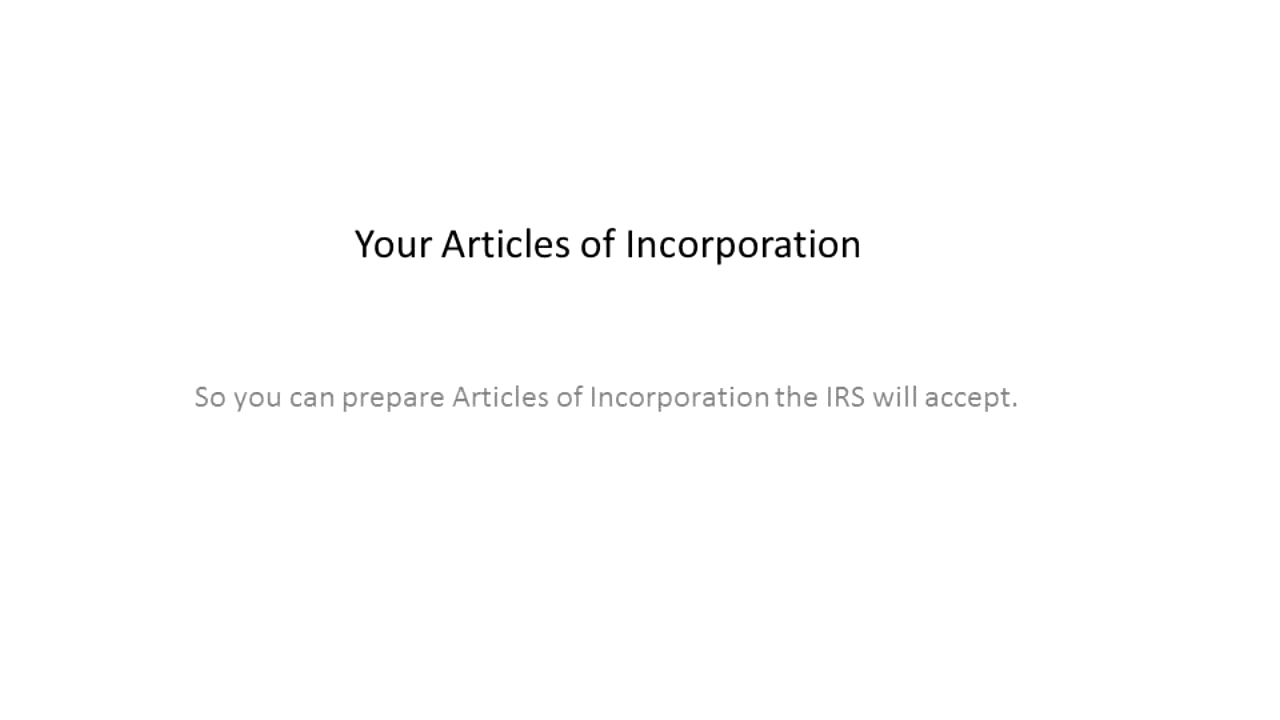 Your Articles of Incorporation
So you can prepare Articles of Incorporation the IRS will accept.